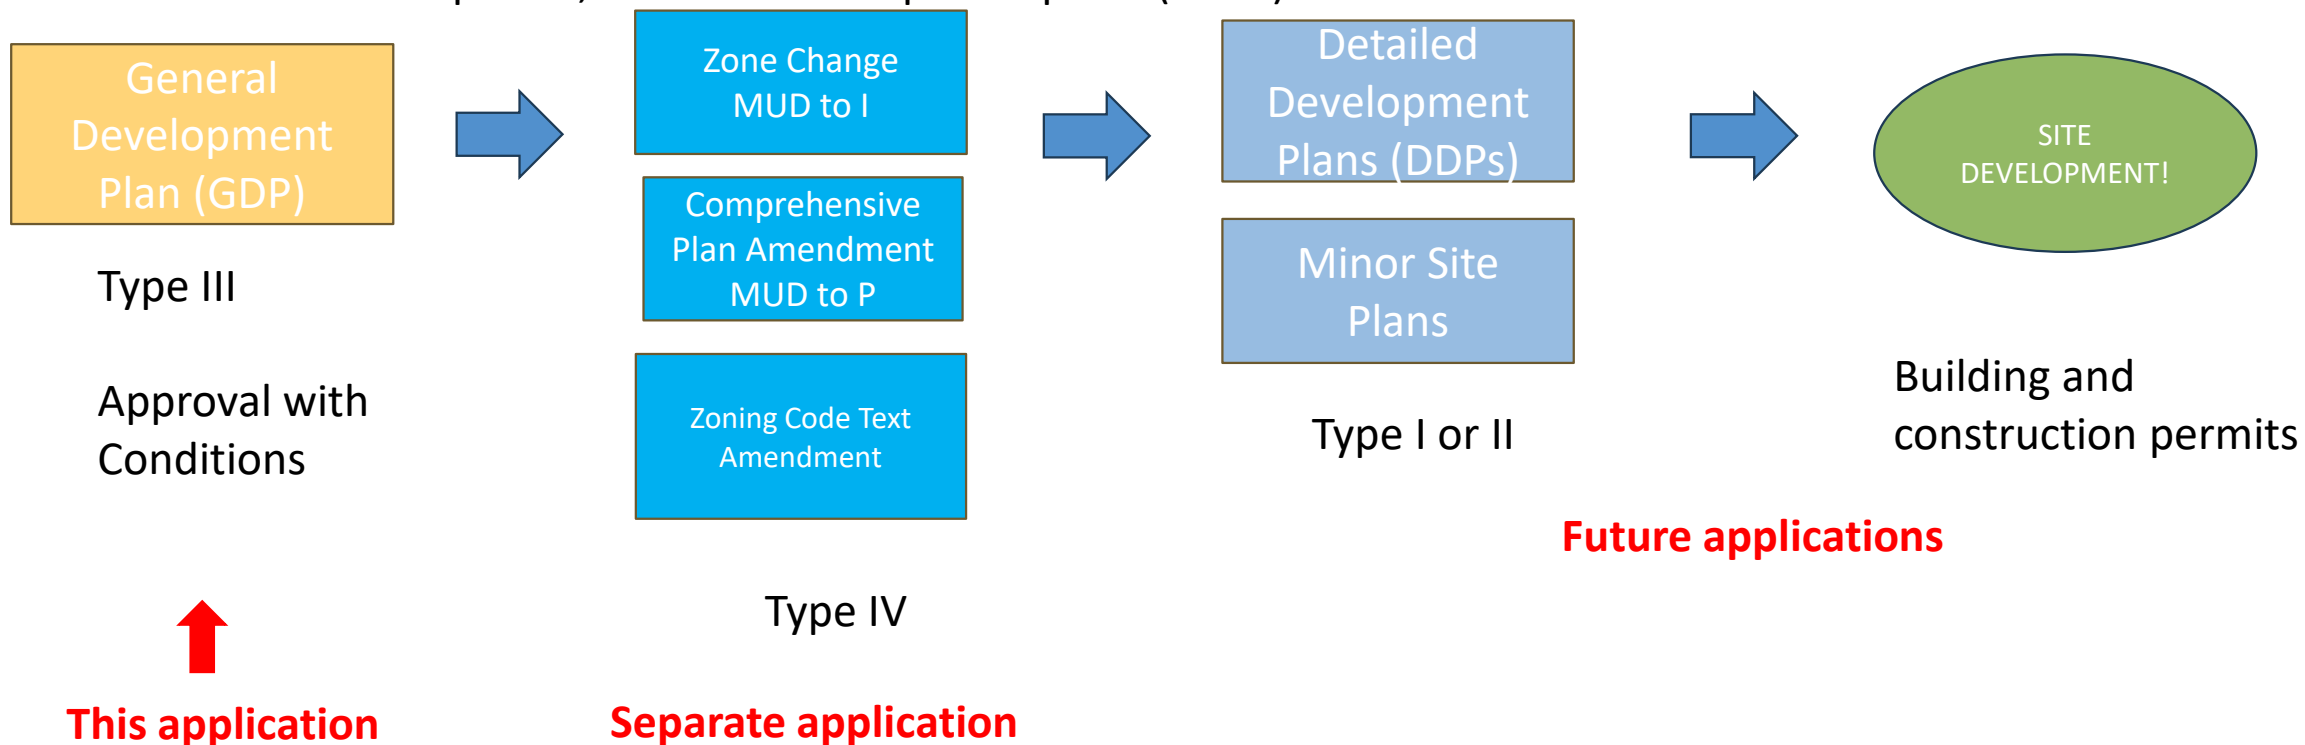 General
Development
Plan (GDP)
Type III
Approval with
Conditions
This application
Zone Change
MUD to I
Comprehensive
Plan Amendment
MUD to P
Zoning Code Text
Amendment
Type IV
Separate application
Detailed
Development
Plans (DDPs)
Minor Site
Plans
Type I or II
SITE
DEVELOPMENT!
Building and
construction permits
Future applications